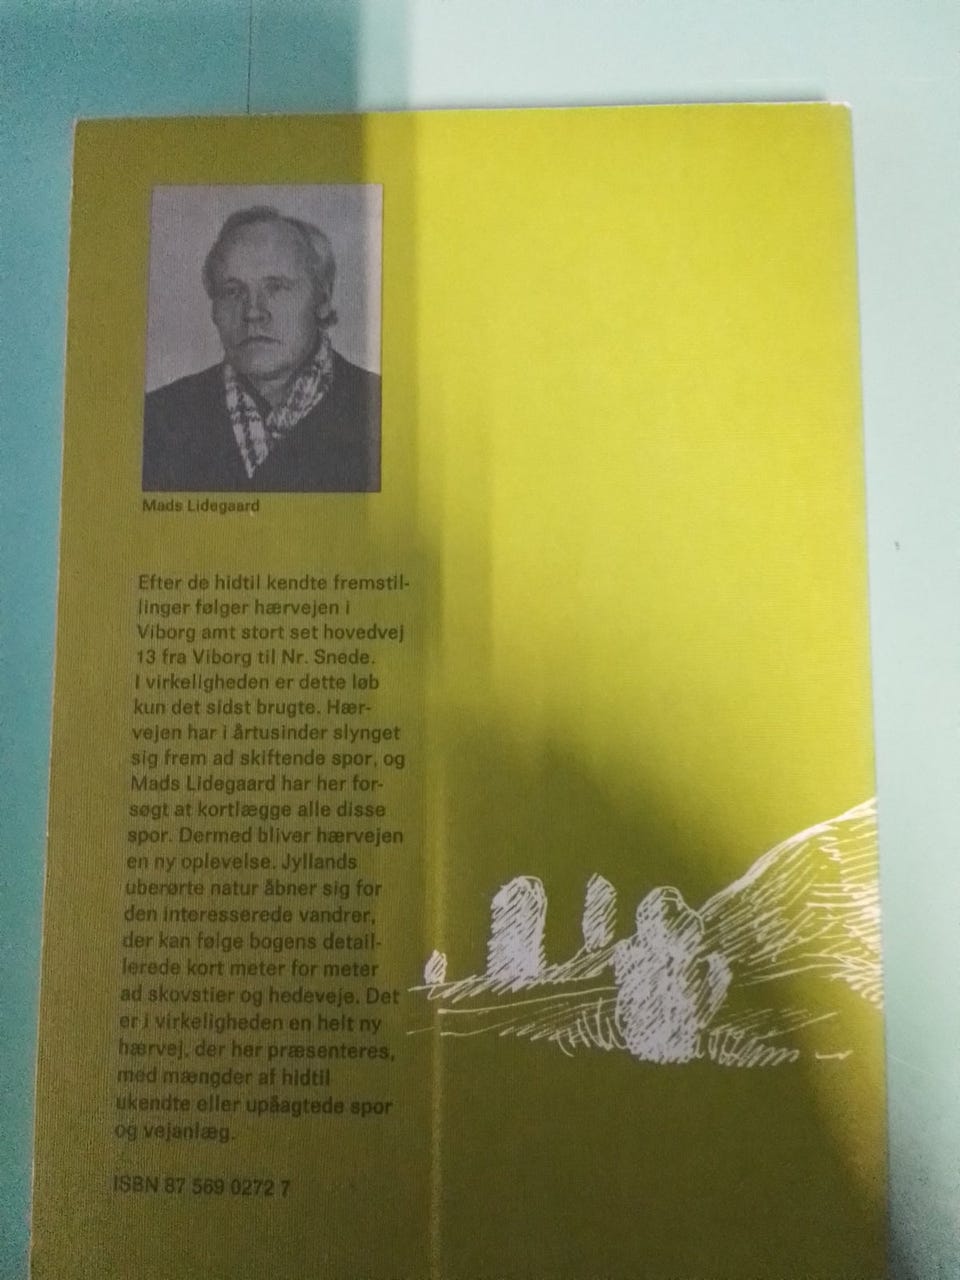 Mads Lidegaard
Efter de hidtil kendte fremstil-
linger følger hærvejen i
Viborg amt stort set hovedvej
13 fra Viborg til Nr. Snede.
I virkeligheden er dette løb
kun det sidst brugte. Hær-
vejen har i årtusinder slynget
sig frem ad skiftende spor, og
Mads Lidegaard har her for-
søgt at kortlægge alle disse
spor. Dermed bliver hærvejen
en ny oplevelse. Jyllands
uberørte natur åbner sig for
den interesserede vandrer,
der kan følge bogens detail-
lerede kort meter for meter
ad skovstier og hedeveje. Det
er i virkeligheden en helt ny
hærvej, der her præsenteres,
med mængder af hidtil
ukendte eller upåagtede spor
og vejanlæg.
ISBN 87 569 0272 7